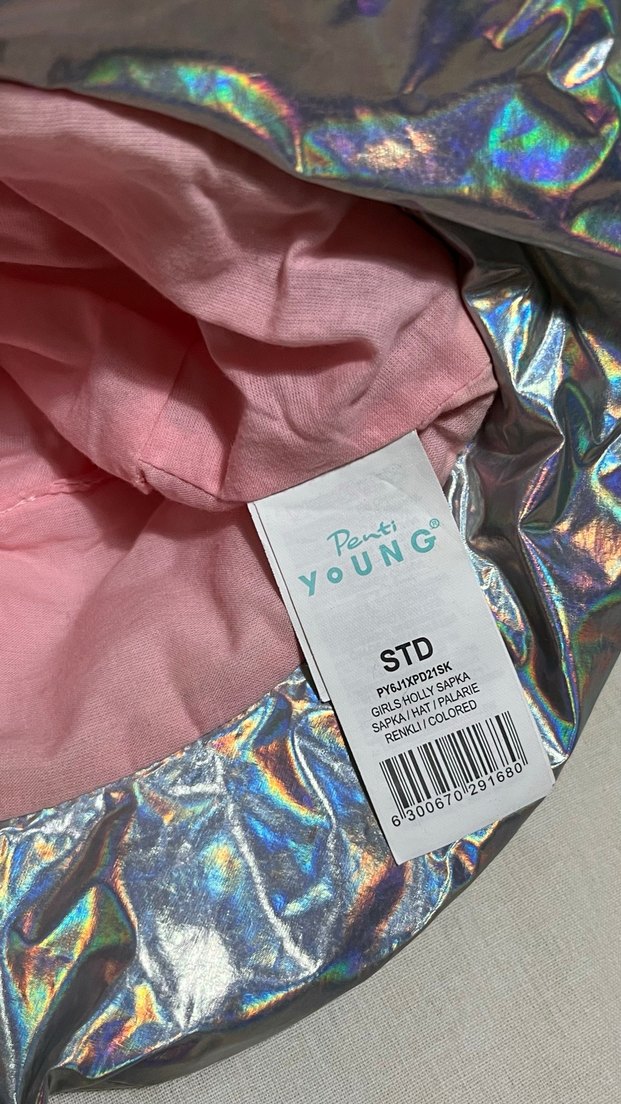 Penti
YOUNG®
STD
PY6J1XPD21SK
GIRLS HOLLY SAPKA
SAPKA / HAT / PALARIE
RENKLI / COLORED
6 300670 291680